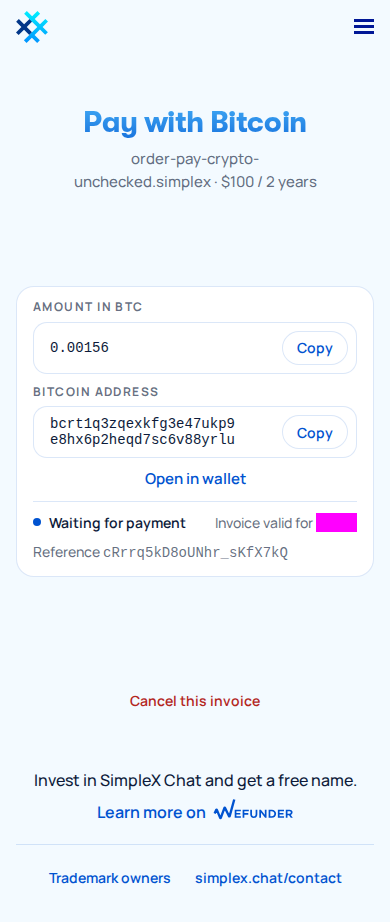 Pay with Bitcoin
order-pay-crypto-
unchecked.simplex · $100 / 2 years
AMOUNT IN BTC
0.00156
Copy
BITCOIN ADDRESS
bcrt1q3zqexkfg3e47ukp9
e8hx6p2heqd7sc6v88yrlu
Copy
Open in wallet
Waiting for payment
Invoice valid for
Reference cRrrq5kD8oUNhr_sKfX7kQ
Cancel this invoice
Invest in SimpleX Chat and get a free name.
Learn more on WEFUNDER
Trademark owners
simplex.chat/contact